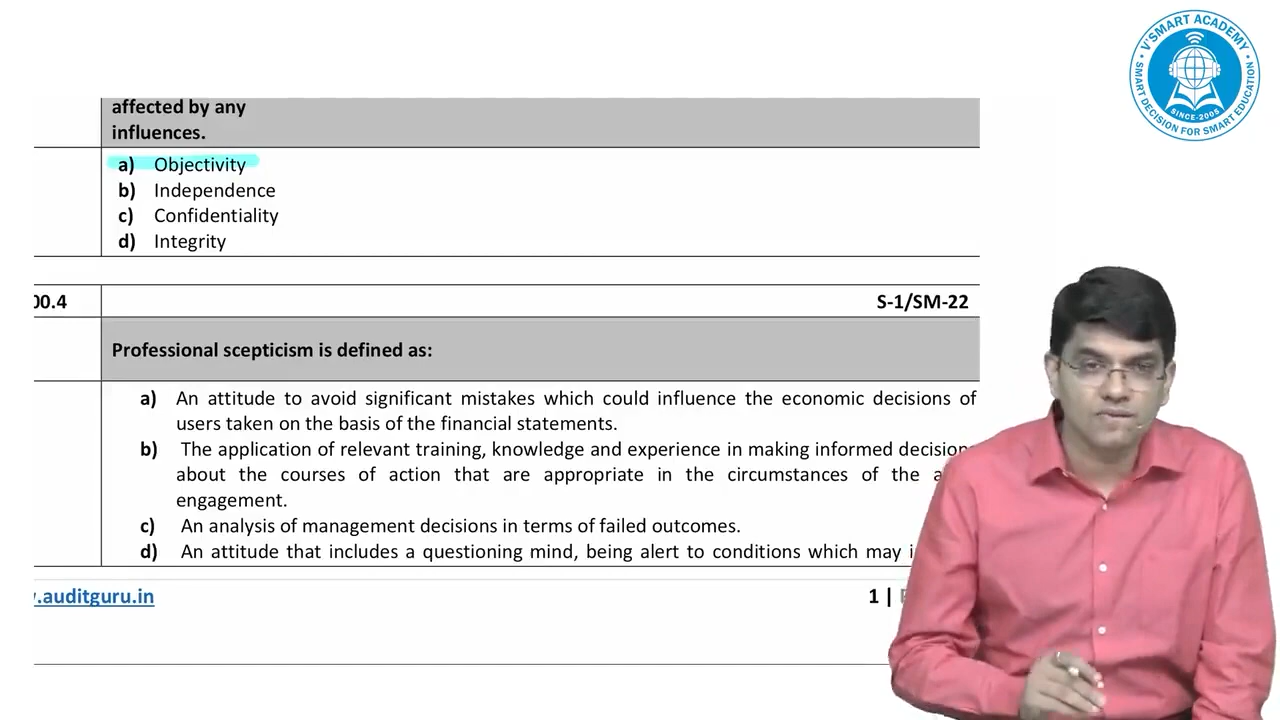 V'SMART ACADEMY
SMART DECISION FOR SMART EDUCATION
SINCE-2005
affected by any
influences.
a) Objectivity
b) Independence
c) Confidentiality
d) Integrity
00.4 S-1/SM-22
Professional scepticism is defined as:
a) An attitude to avoid significant mistakes which could influence the economic decisions of
users taken on the basis of the financial statements.
b) The application of relevant training, knowledge and experience in making informed decision
about the courses of action that are appropriate in the circumstances of the
engagement.
c) An analysis of management decisions in terms of failed outcomes.
d) An attitude that includes a questioning mind, being alert to conditions which may
.auditguru.in 1 |